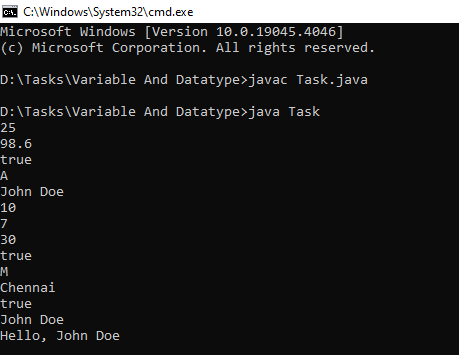 C:\Windows\System32\cmd.exe
Microsoft Windows [Version 10.0.19045.4046]
(c) Microsoft Corporation. All rights reserved.
D:\Tasks\Variable And Datatype>javac Task.java
D:\Tasks\Variable And Datatype>java Task
25
98.6
true
A
John Doe
10
7
30
true
M
Chennai
true
John Doe
Hello, John Doe